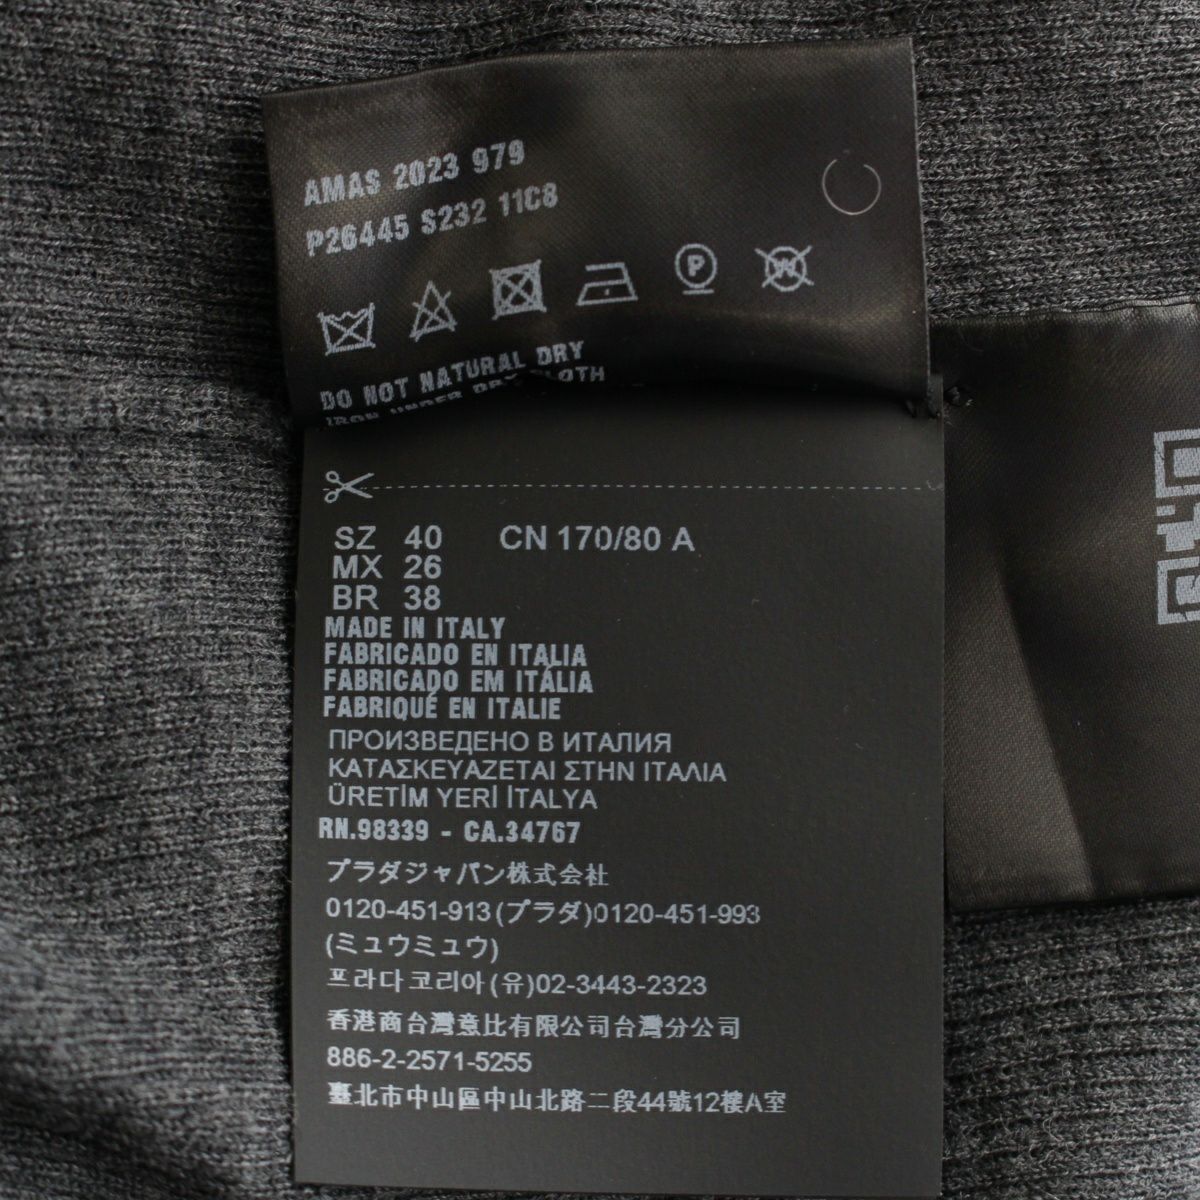 AMAS 2023 979
P26445 S232 11C8
P
W
DO NOT NATURAL DRY
IRON UNDER DRY CLOTH
SZ 40 CN 170/80 A
MX 26
BR 38
MADE IN ITALY
FABRICADO EN ITALIA
FABRICADO EM ITÁLIA
FABRIQUÉ EN ITALIE
ПРОИЗВЕДЕНО В ИТАЛИЯ
ΚΑΤΑΣΚΕΥΑΖΕΤΑΙ ΣΤΗΝ ΙΤΑΛΙΑ
ÜRETİM YERİ İTALYA
RN.98339 - CA.34767
プラダジャパン株式会社
0120-451-913(プラダ)0120-451-993
(ミュウミュウ)
프라다코리아(유)02-3443-2323
香港商台灣意比有限公司台灣分公司
886-2-2571-5255
臺北市中山區中山北路二段44號12樓A室